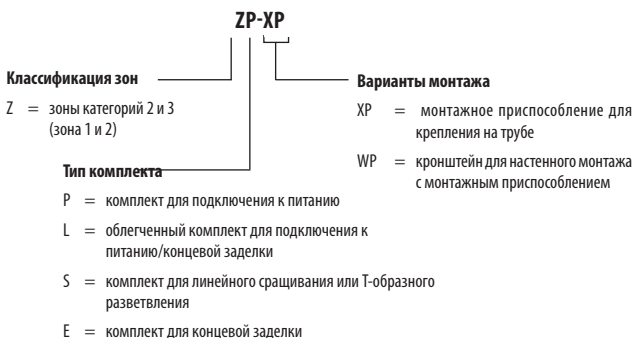 ZP-XP
Классификация зон
Z = зоны категорий 2 и 3
(зона 1 и 2)
Тип комплекта
P = комплект для подключения к питанию
L = облегченный комплект для подключения к
питанию/концевой заделки
S = комплект для линейного сращивания или Т-образного
разветвления
E = комплект для концевой заделки
Варианты монтажа
XP = монтажное приспособление для
крепления на трубе
WP = кронштейн для настенного монтажа
с монтажным приспособлением